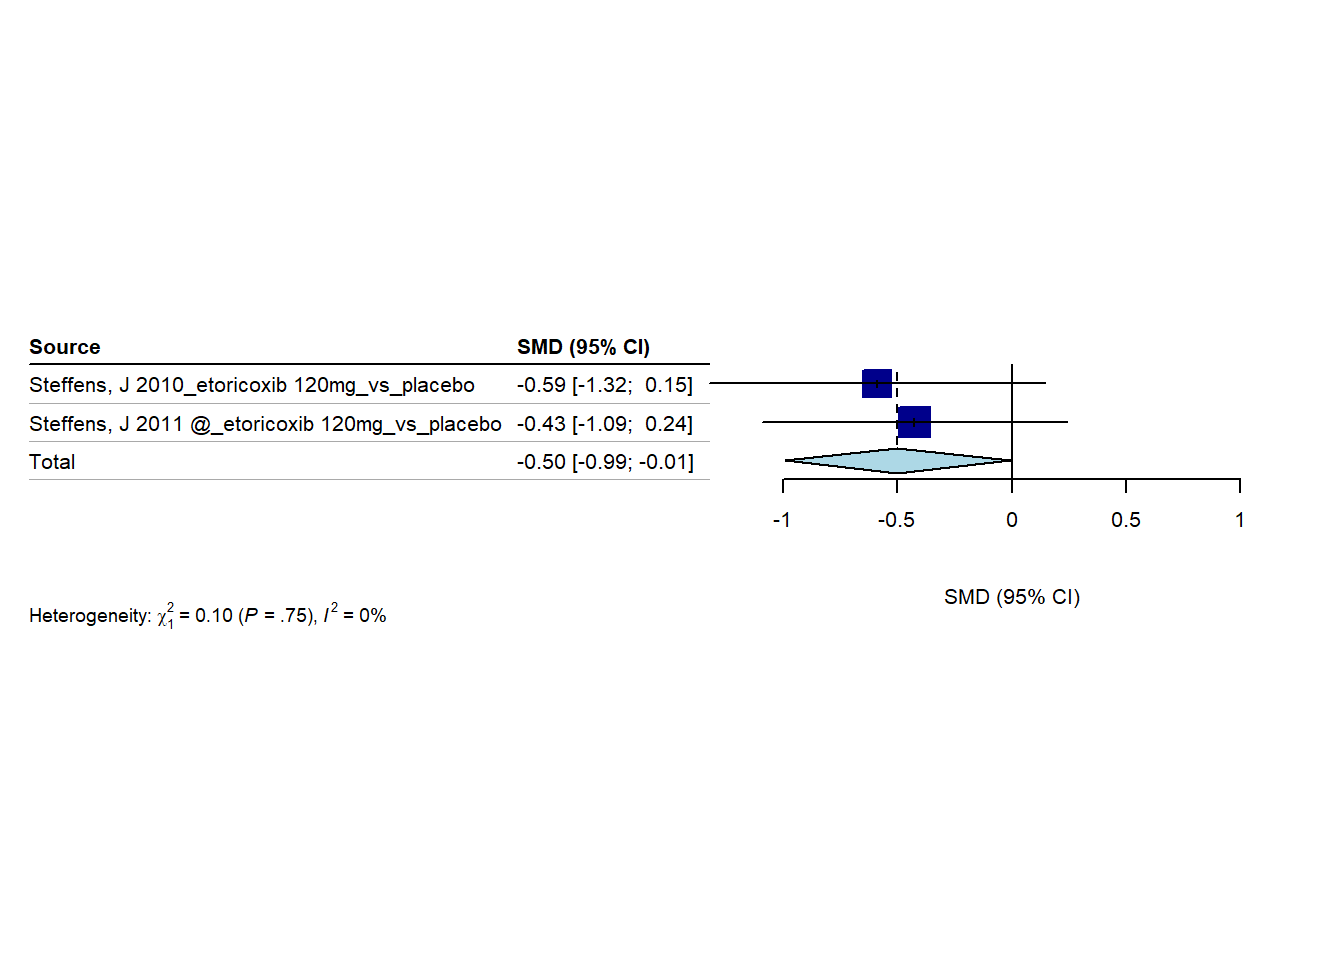 Source SMD (95% CI)
Steffens, J 2010_etoricoxib 120mg_vs_placebo -0.59 [-1.32;  0.15]
Steffens, J 2011 @_etoricoxib 120mg_vs_placebo -0.43 [-1.09;  0.24]
Total -0.50 [-0.99; -0.01]
-1 -0.5 0 0.5 1
SMD (95% CI)
Heterogeneity: χ²₁ = 0.10 (P = .75), I² = 0%